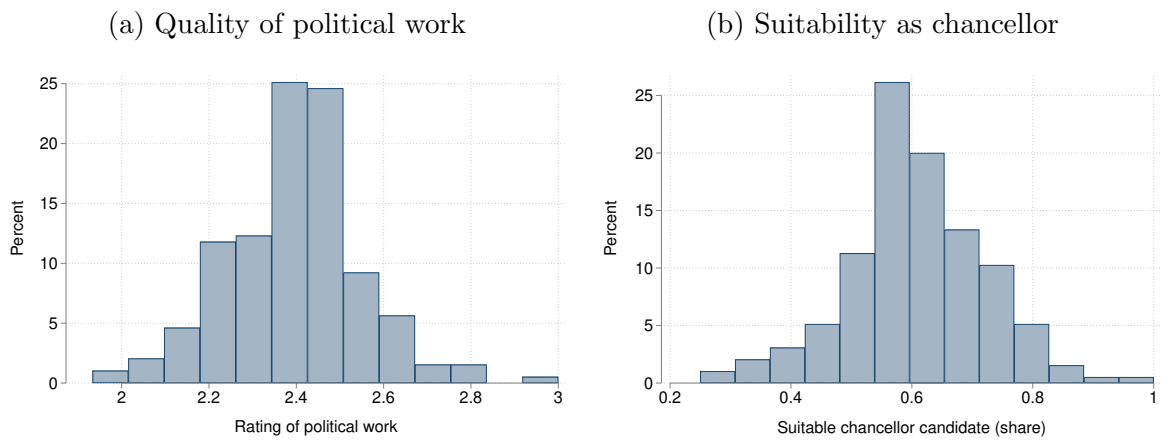 (a) Quality of political work
25
20
15
10
5
0
Percent
2 2.2 2.4 2.6 2.8 3
Rating of political work
(b) Suitability as chancellor
25
20
15
10
5
0
Percent
0.2 0.4 0.6 0.8 1
Suitable chancellor candidate (share)